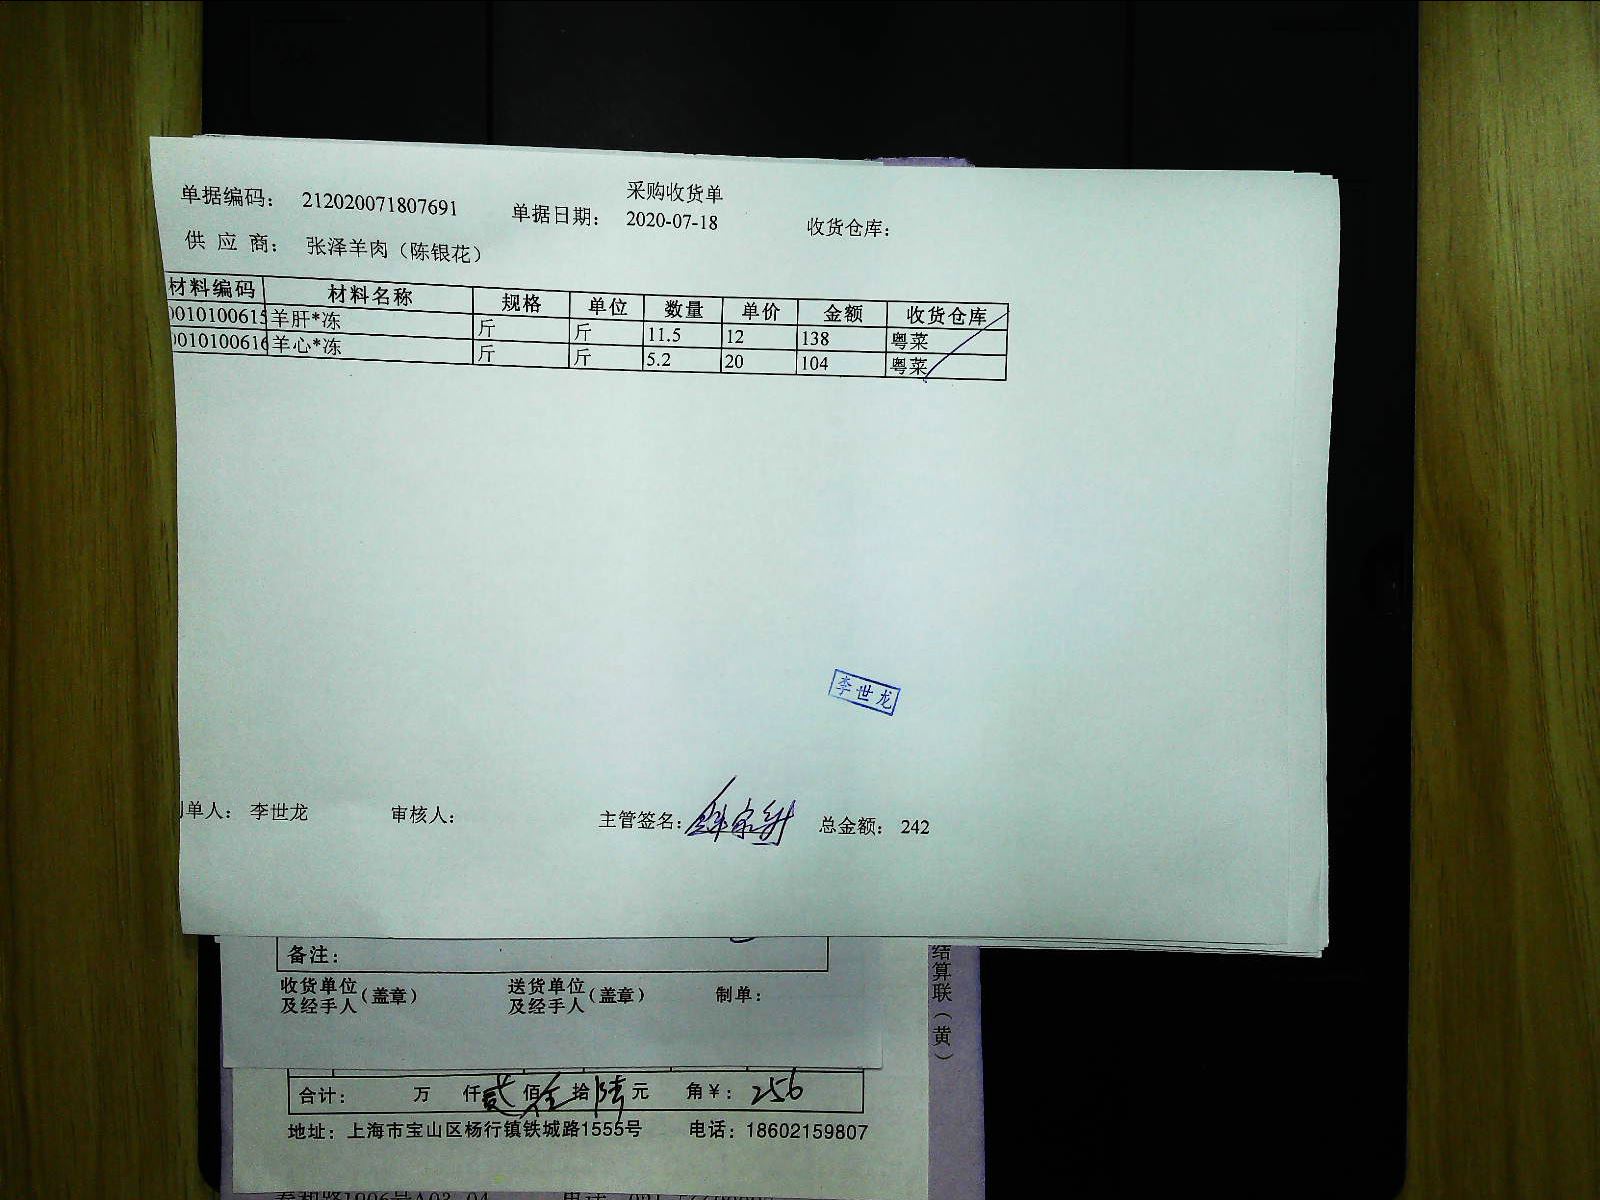 采购收货单
单据编码： 212020071807691 单据日期： 2020-07-18 收货仓库：
供 应 商： 张泽羊肉（陈银花）
材料编码 材料名称 规格 单位 数量 单价 金额 收货仓库
0010100615 羊肝*冻 斤 斤 11.5 12 138 粤菜
0010100616 羊心*冻 斤 斤 5.2 20 104 粤菜
李世龙
制单人： 李世龙 审核人： 主管签名： 总金额： 242
备注：
收货单位及经手人（盖章） 送货单位及经手人（盖章） 制单：
结算联（黄）
合计： 万 仟 贰 佰 伍 拾 陆 元 角￥： 256
地址：上海市宝山区杨行镇铁城路1555号 电话：18602159807